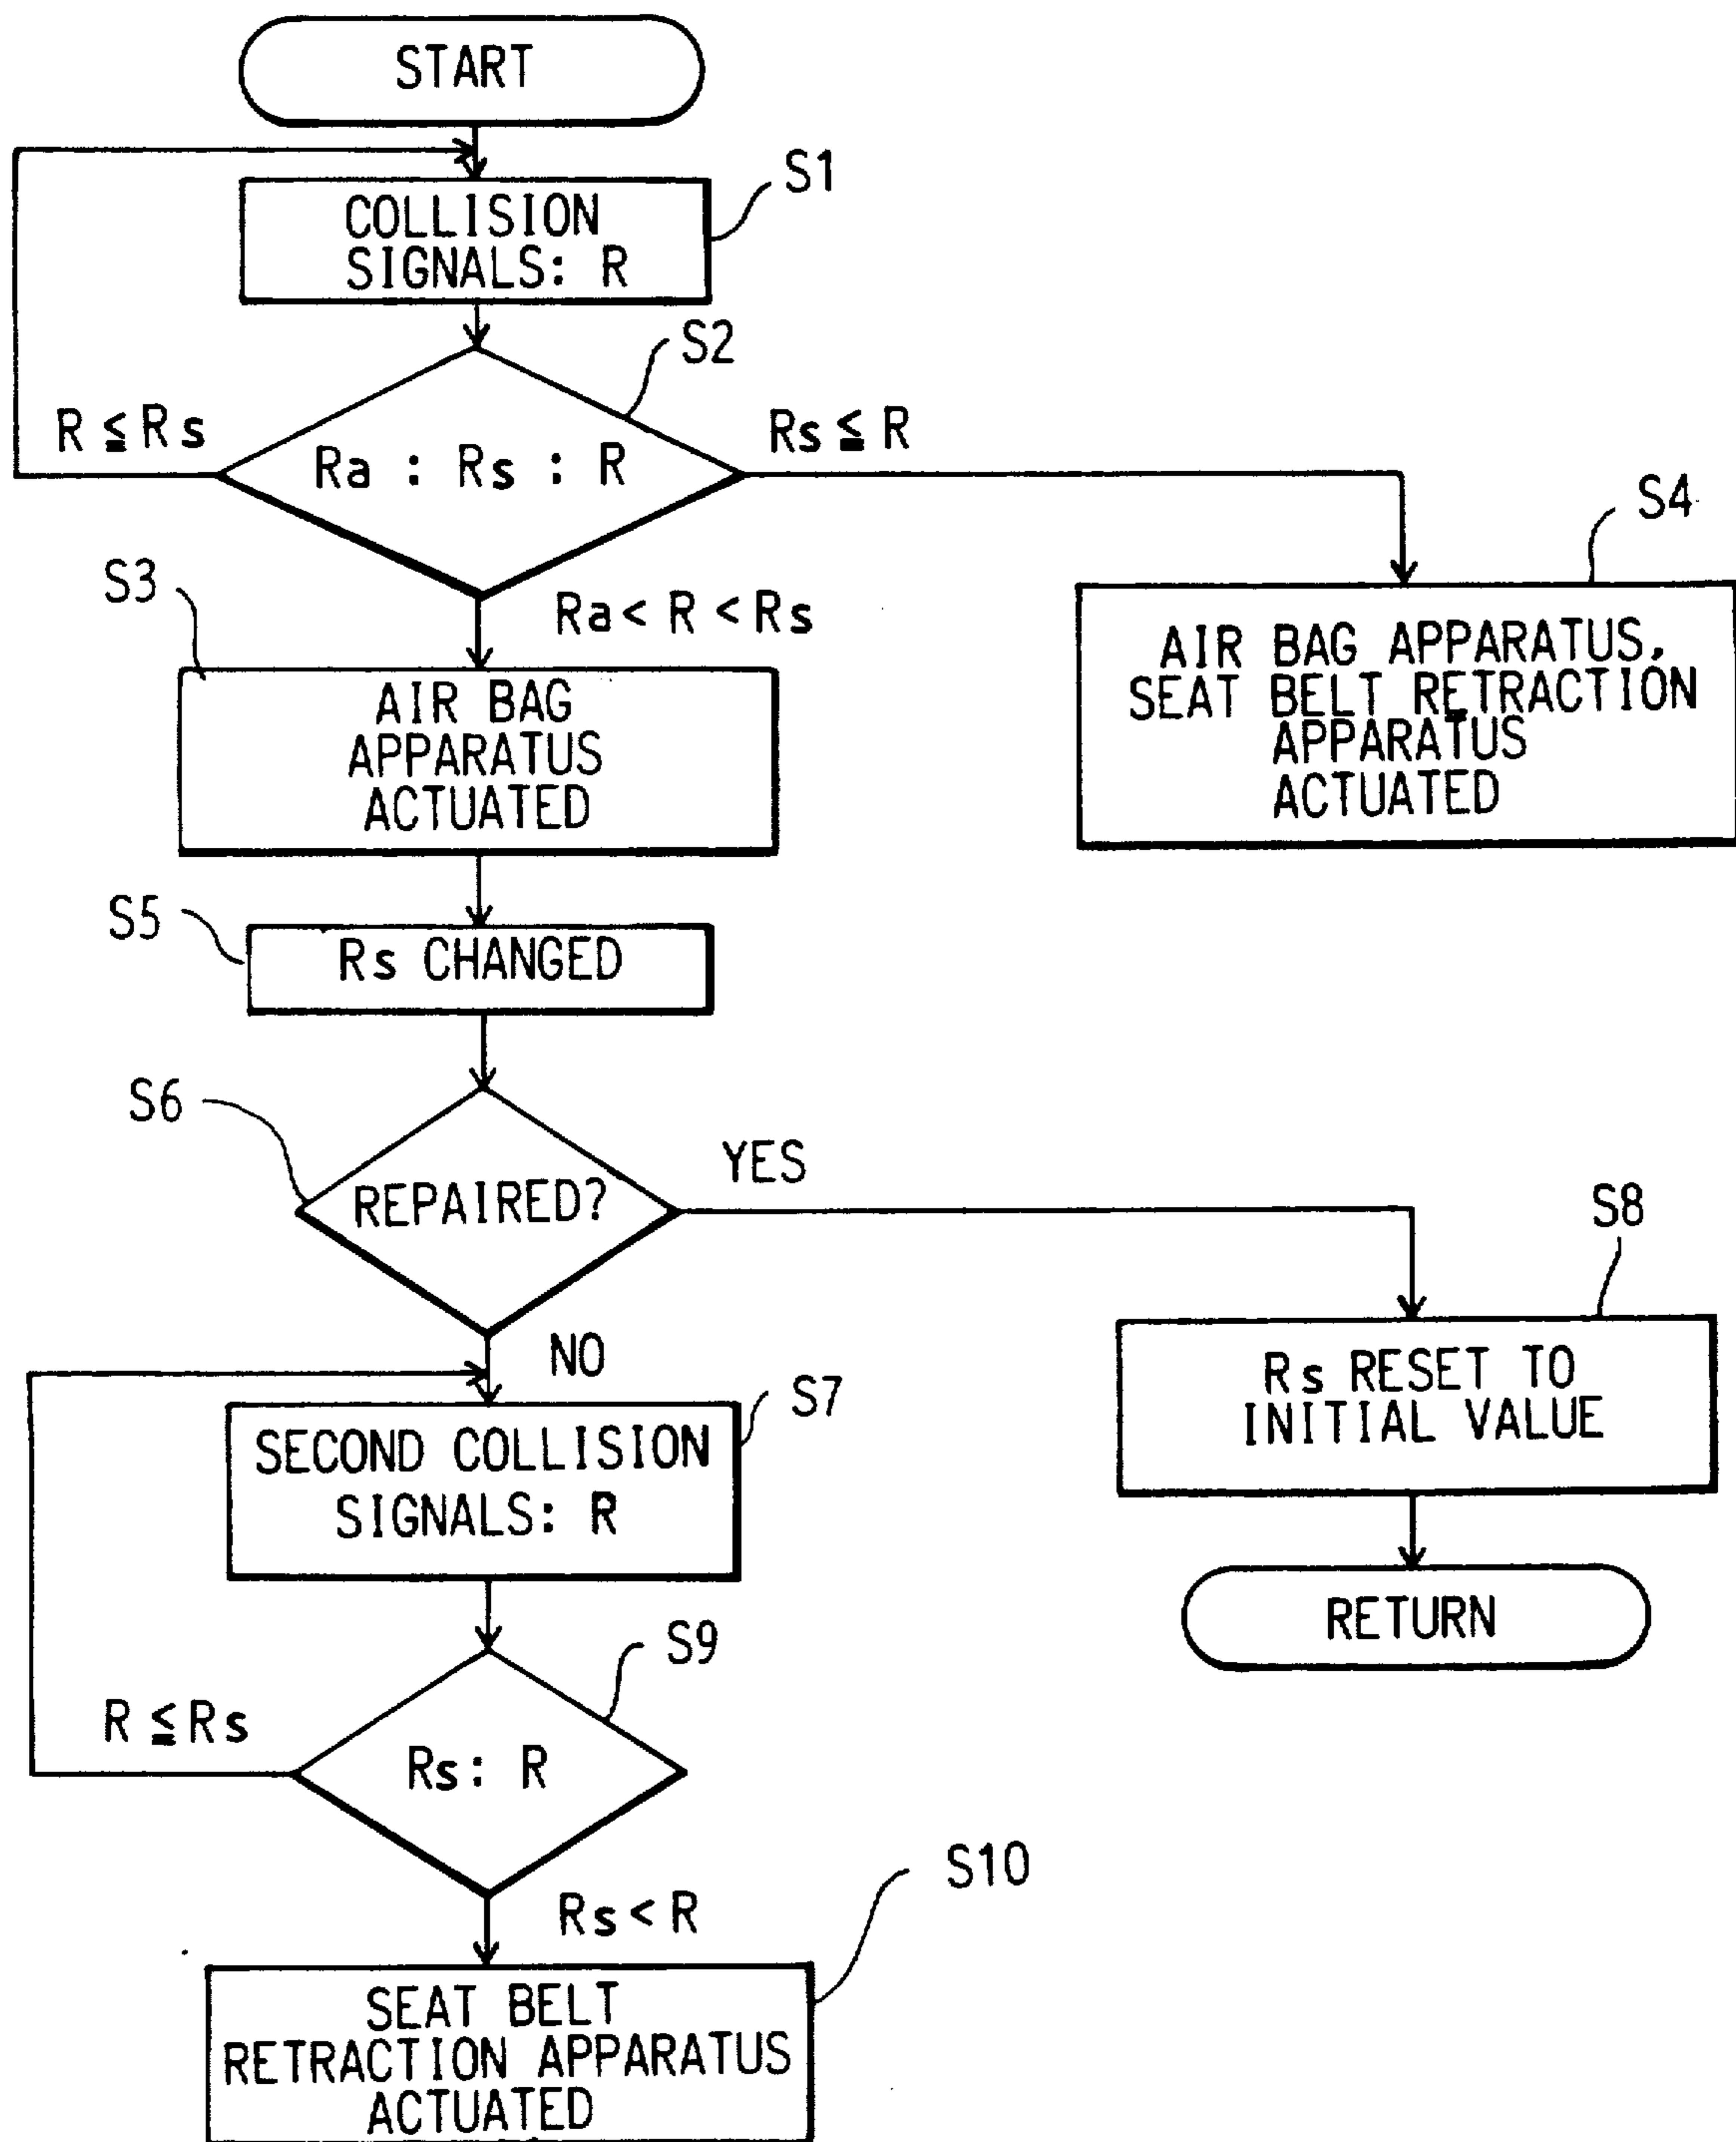 START
S1
COLLISION
SIGNALS: R
S2
R ≦ Rs
Ra : Rs : R
Rs ≦ R
S4
S3
Ra < R < Rs
AIR BAG
APPARATUS
ACTUATED
AIR BAG APPARATUS,
SEAT BELT RETRACTION
APPARATUS
ACTUATED
S5
Rs CHANGED
S6
REPAIRED?
YES
S8
NO
Rs RESET TO
INITIAL VALUE
S7
SECOND COLLISION
SIGNALS: R
RETURN
S9
R ≦ Rs
Rs: R
S10
Rs < R
SEAT BELT
RETRACTION APPARATUS
ACTUATED